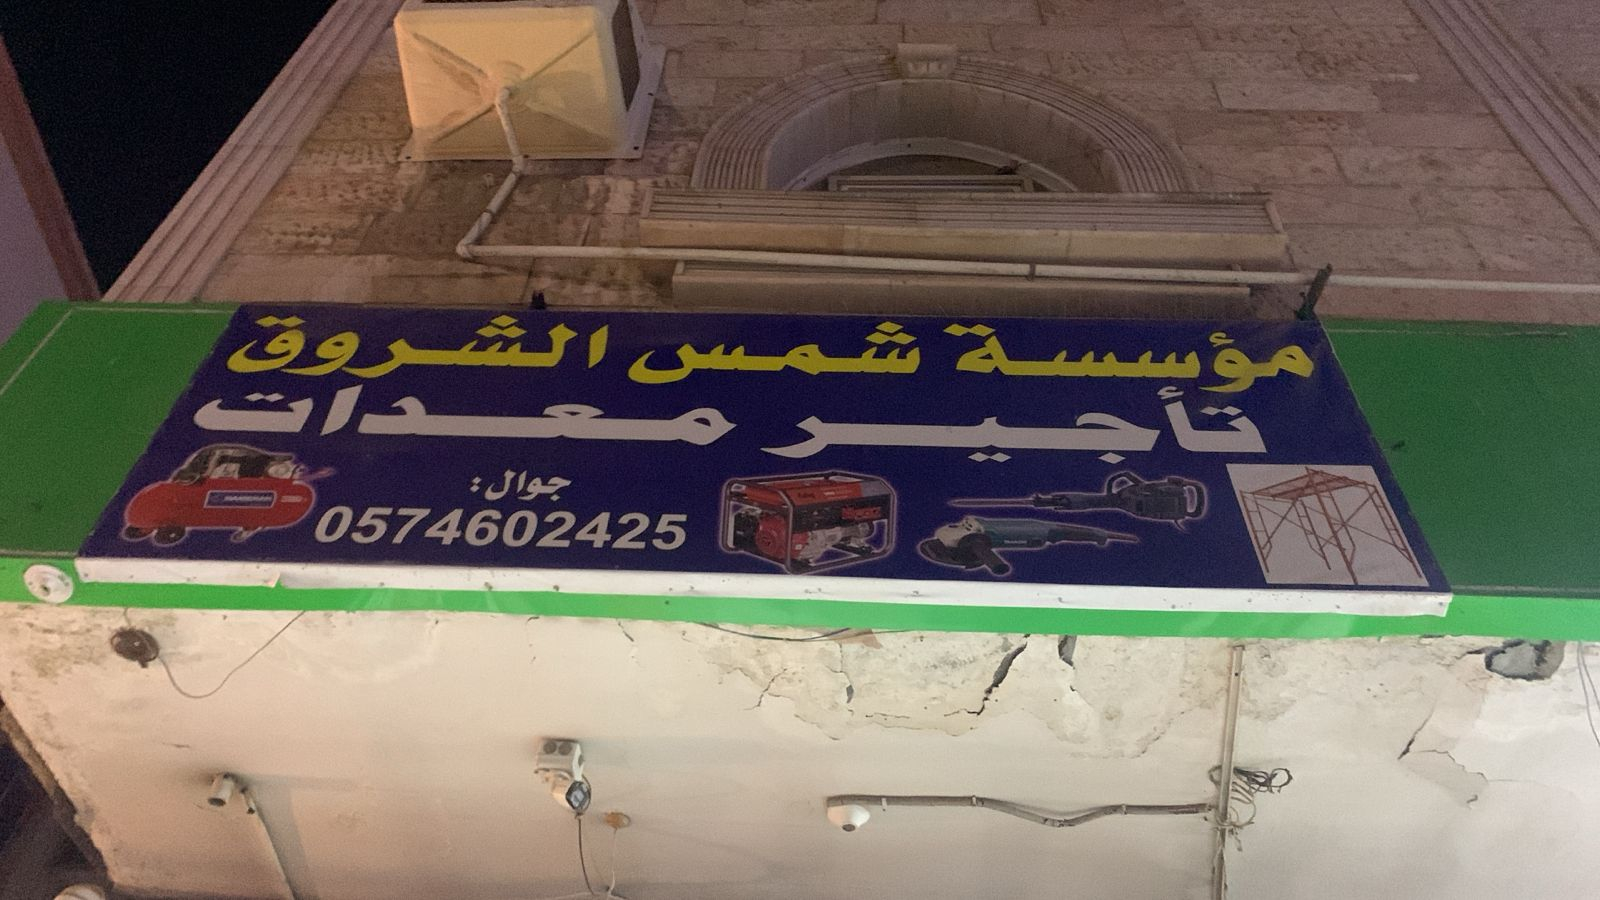 مؤسسة شمس الشروق
تأجير معدات
جوال:
0574602425